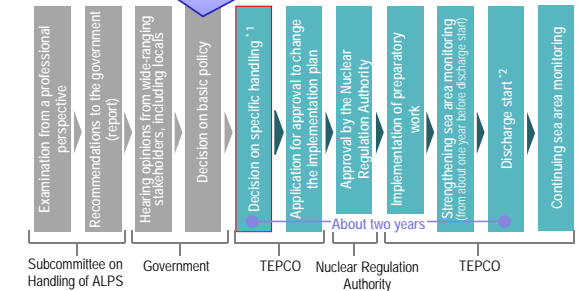 Examination from a professional
perspective
Recommendations to the government
(report)
Hearing opinions from wide-ranging
stakeholders, including locals
Decision on basic policy
Decision on specific handling *1
Application for approval to change
the Implementation plan
Approval by the Nuclear
Regulation Authority
Implementation of preparatory
work
Strengthening sea area monitoring
(from about one year before discharge start)
Discharge start *2
Continuing sea area monitoring
About two years
Subcommittee on
Handling of ALPS
Government
TEPCO
Nuclear Regulation
Authority
TEPCO